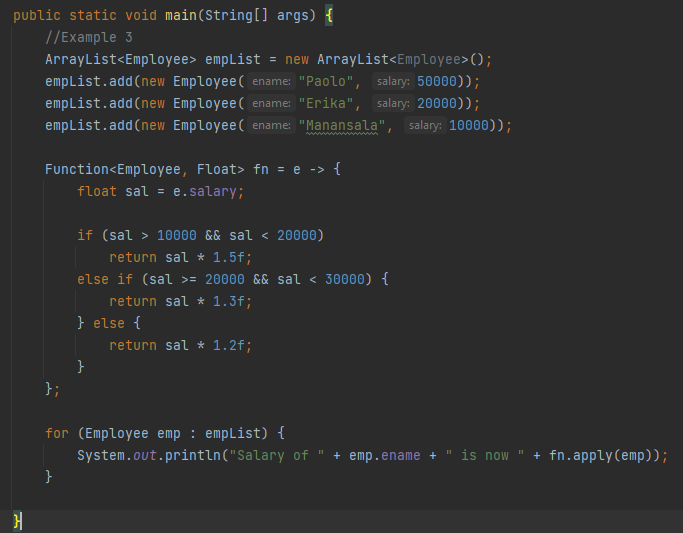 public static void main(String[] args) {
//Example 3
ArrayList<Employee> empList = new ArrayList<Employee>();
empList.add(new Employee( ename: "Paolo", salary: 50000));
empList.add(new Employee( ename: "Erika", salary: 20000));
empList.add(new Employee( ename: "Manansala", salary: 10000));
Function<Employee, Float> fn = e -> {
float sal = e.salary;
if (sal > 10000 && sal < 20000)
return sal * 1.5f;
else if (sal >= 20000 && sal < 30000) {
return sal * 1.3f;
} else {
return sal * 1.2f;
}
};
for (Employee emp : empList) {
System.out.println("Salary of " + emp.ename + " is now " + fn.apply(emp));
}
}